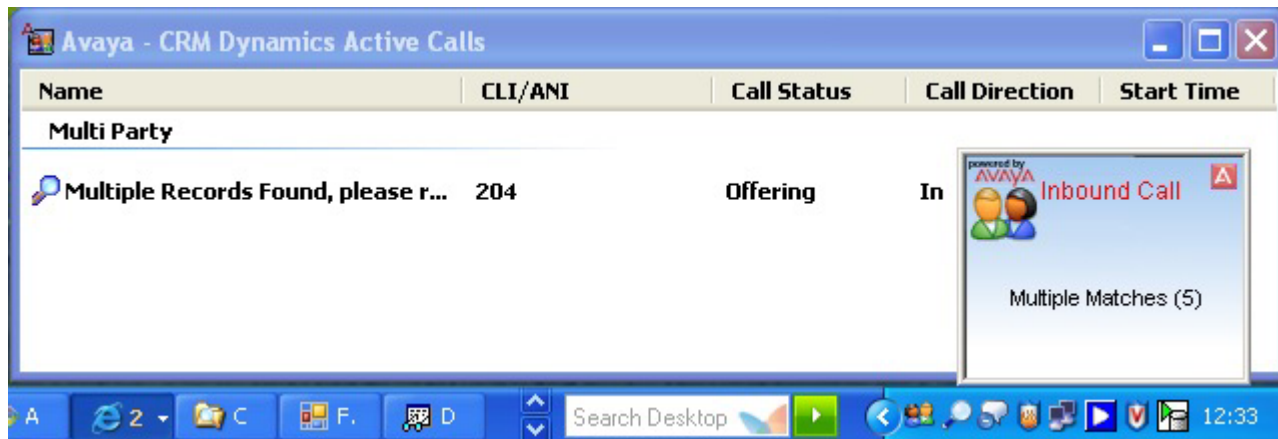 Avaya - CRM Dynamics Active Calls
Name CLI/ANI Call Status Call Direction Start Time
Multi Party
Multiple Records Found, please r... 204 Offering In
powered by
AVAYA
Inbound Call
Multiple Matches (5)
A 2 C F. D Search Desktop 12:33